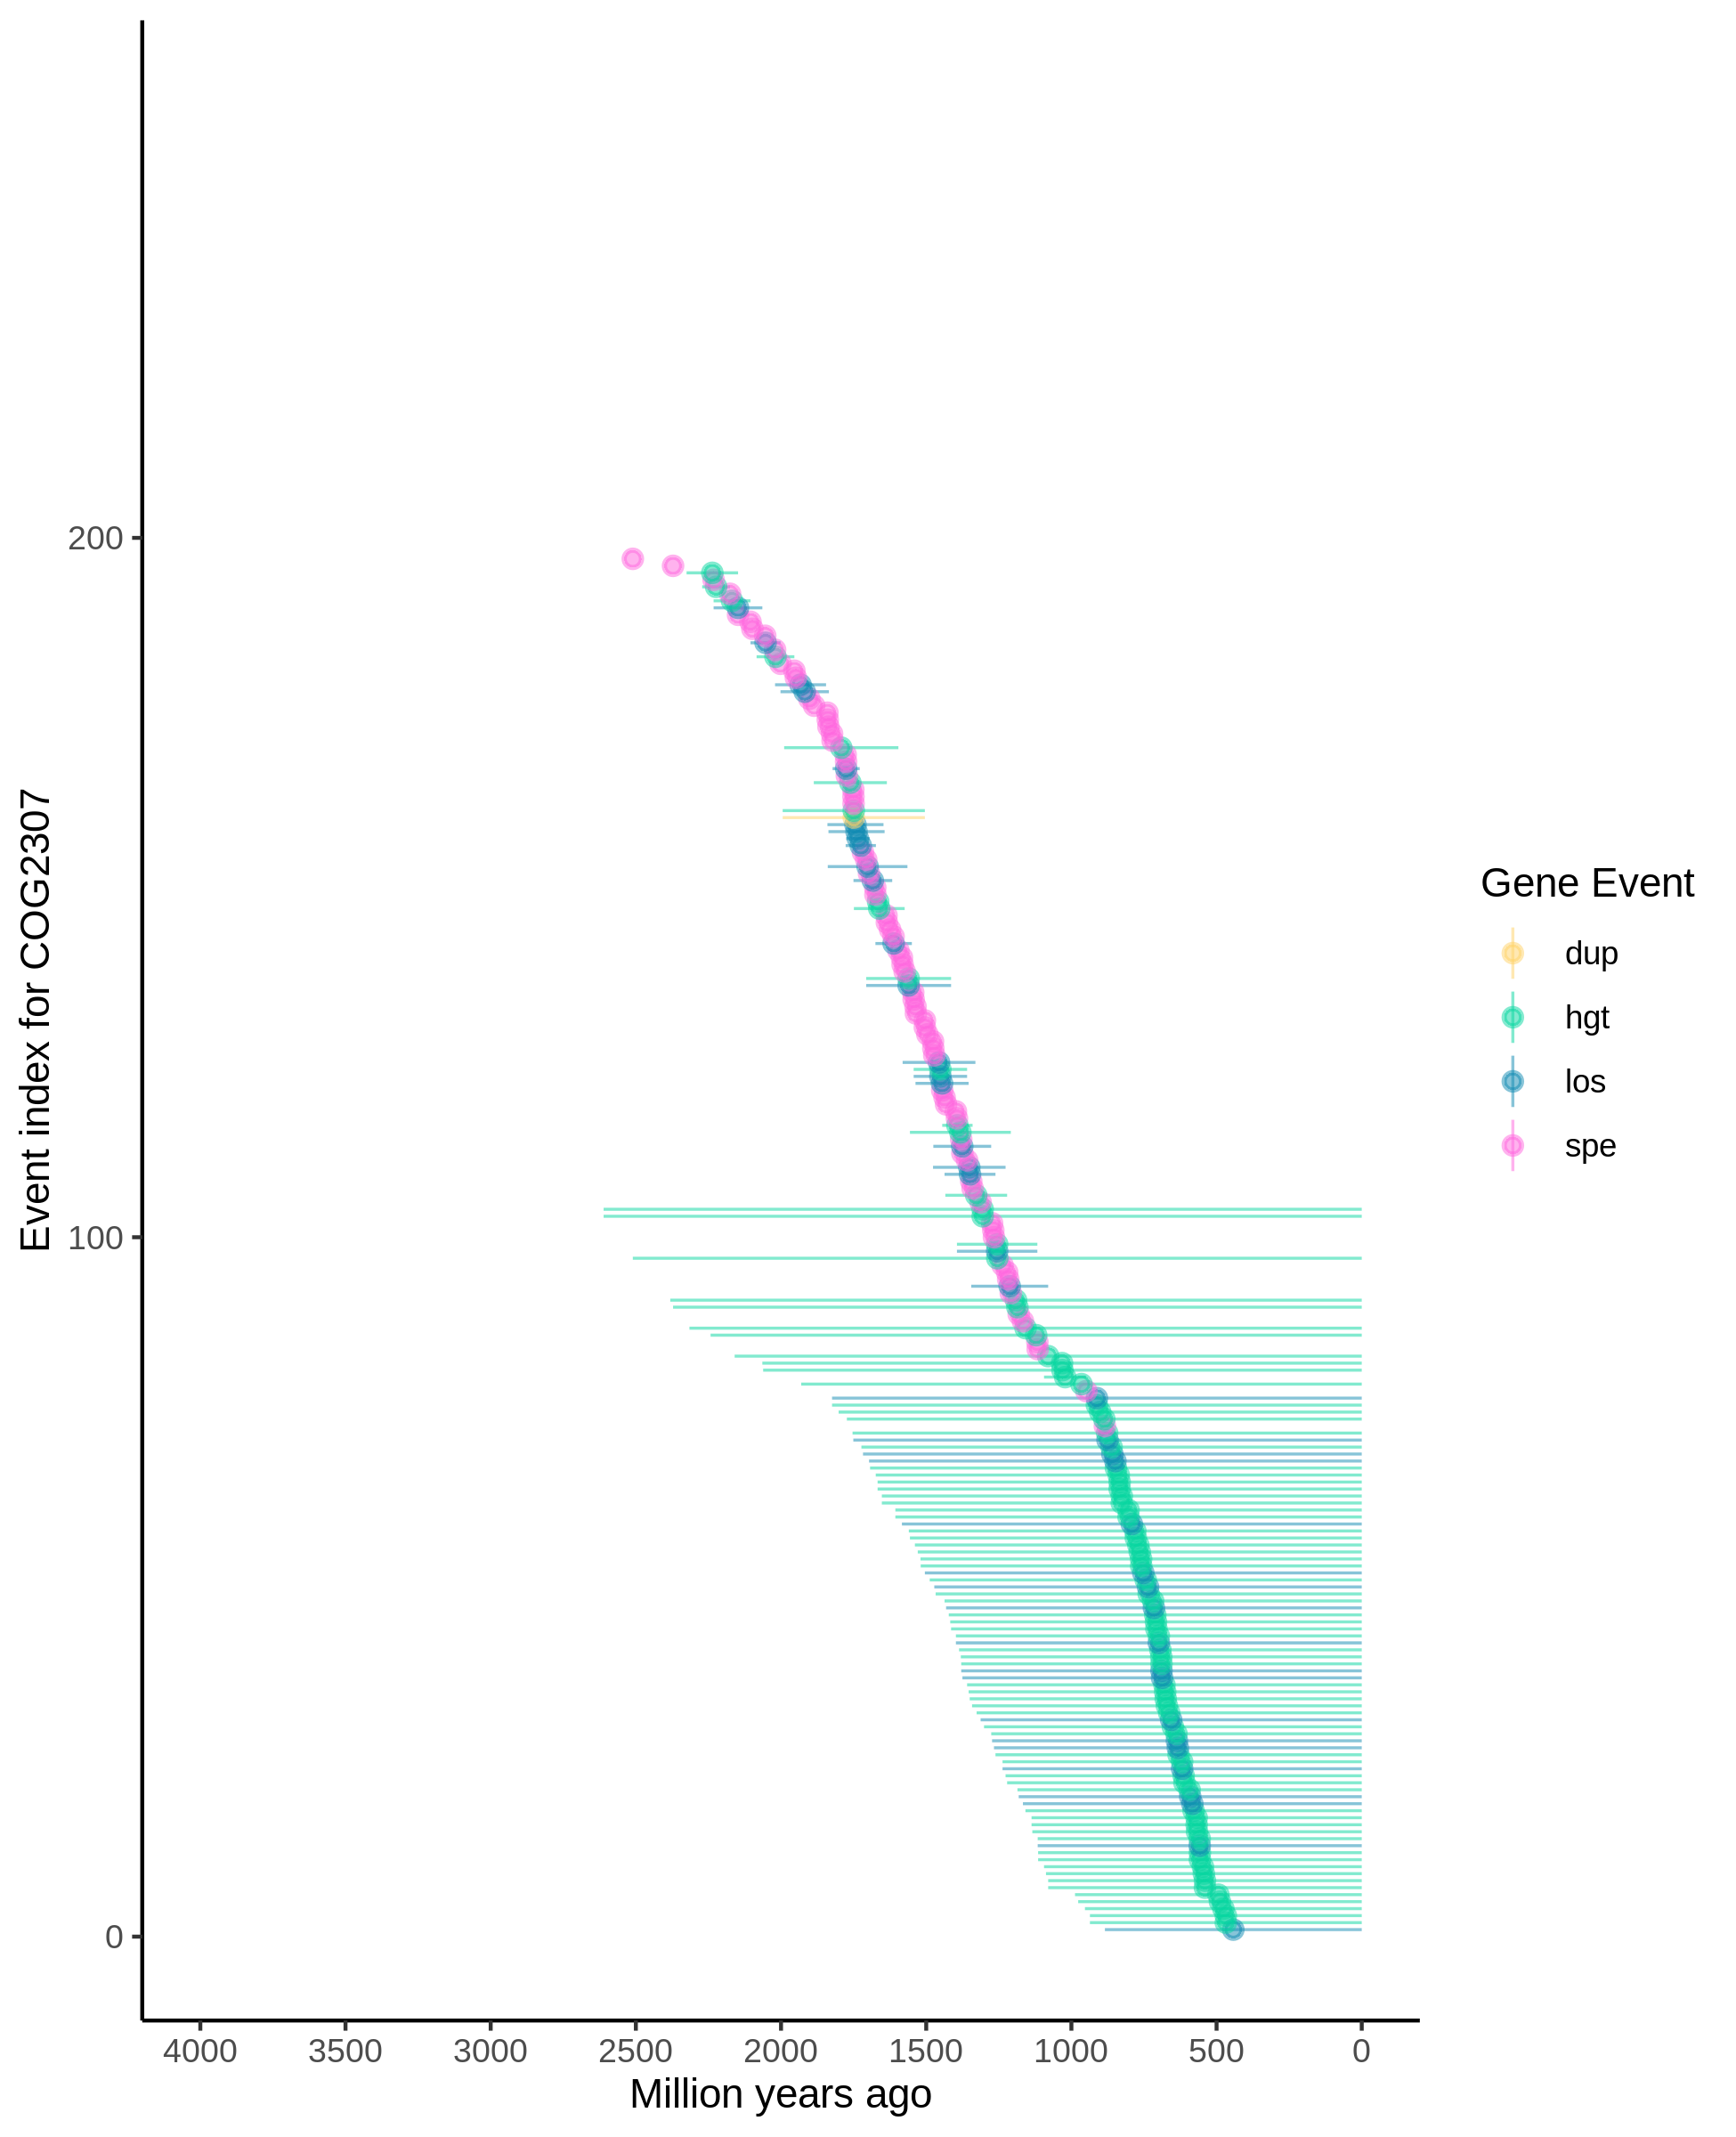 Event index for COG2307
200
100
0
4000 3500 3000 2500 2000 1500 1000 500 0
Million years ago
Gene Event
dup
hgt
los
spe